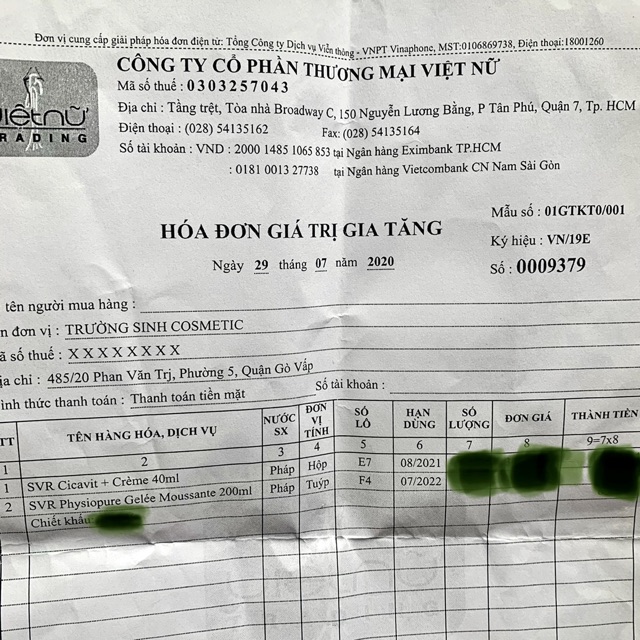 Đơn vị cung cấp giải pháp hóa đơn điện tử: Tổng Công ty Dịch vụ Viễn thông - VNPT Vinaphone, MST:0106869738, Điện thoại:18001260
CÔNG TY CỔ PHẦN THƯƠNG MẠI VIỆT NỮ
Mã số thuế : 0303257043
việtNỮ
TRADING
Địa chỉ : Tầng trệt, Tòa nhà Broadway C, 150 Nguyễn Lương Bằng, P Tân Phú, Quận 7, Tp. HCM
Điện thoại : (028) 54135162 Fax: (028) 54135164
Số tài khoản : VND : 2000 1485 1065 853 tại Ngân hàng Eximbank TP.HCM
: 0181 0013 27738 tại Ngân hàng Vietcombank CN Nam Sài Gòn
HÓA ĐƠN GIÁ TRỊ GIA TĂNG
Ngày 29 tháng 07 năm 2020
Mẫu số : 01GTKT0/001
Ký hiệu : VN/19E
Số : 0009379
tên người mua hàng :
n đơn vị : TRƯỜNG SINH COSMETIC
ã số thuế : X X X X X X X X
ịa chỉ : 485/20 Phan Văn Trị, Phường 5, Quận Gò Vấp
ình thức thanh toán : Thanh toán tiền mặt Số tài khoản :
TT TÊN HÀNG HÓA, DỊCH VỤ NƯỚC SX ĐƠN VỊ TÍNH SỐ LÔ HẠN DÙNG SỐ LƯỢNG ĐƠN GIÁ THÀNH TIỀN
1 2 3 4 5 6 7 8 9=7x8
1 SVR Cicavit + Crème 40ml Pháp Hộp E7 08/2021
2 SVR Physiopure Gelée Moussante 200ml Pháp Tuýp F4 07/2022
Chiết khấu